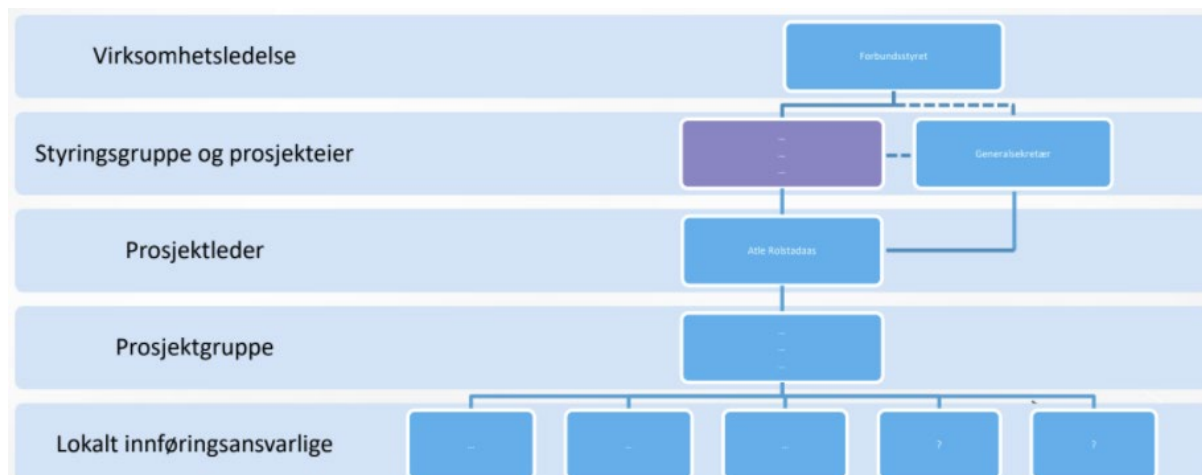 Virksomhetsledelse
Forbundsstyret
Styringsgruppe og prosjekteier
...
...
...
Generalsekretær
Prosjektleder
Atle Rolstadaas
Prosjektgruppe
...
...
...
Lokalt innføringsansvarlige
... ... ... ? ?